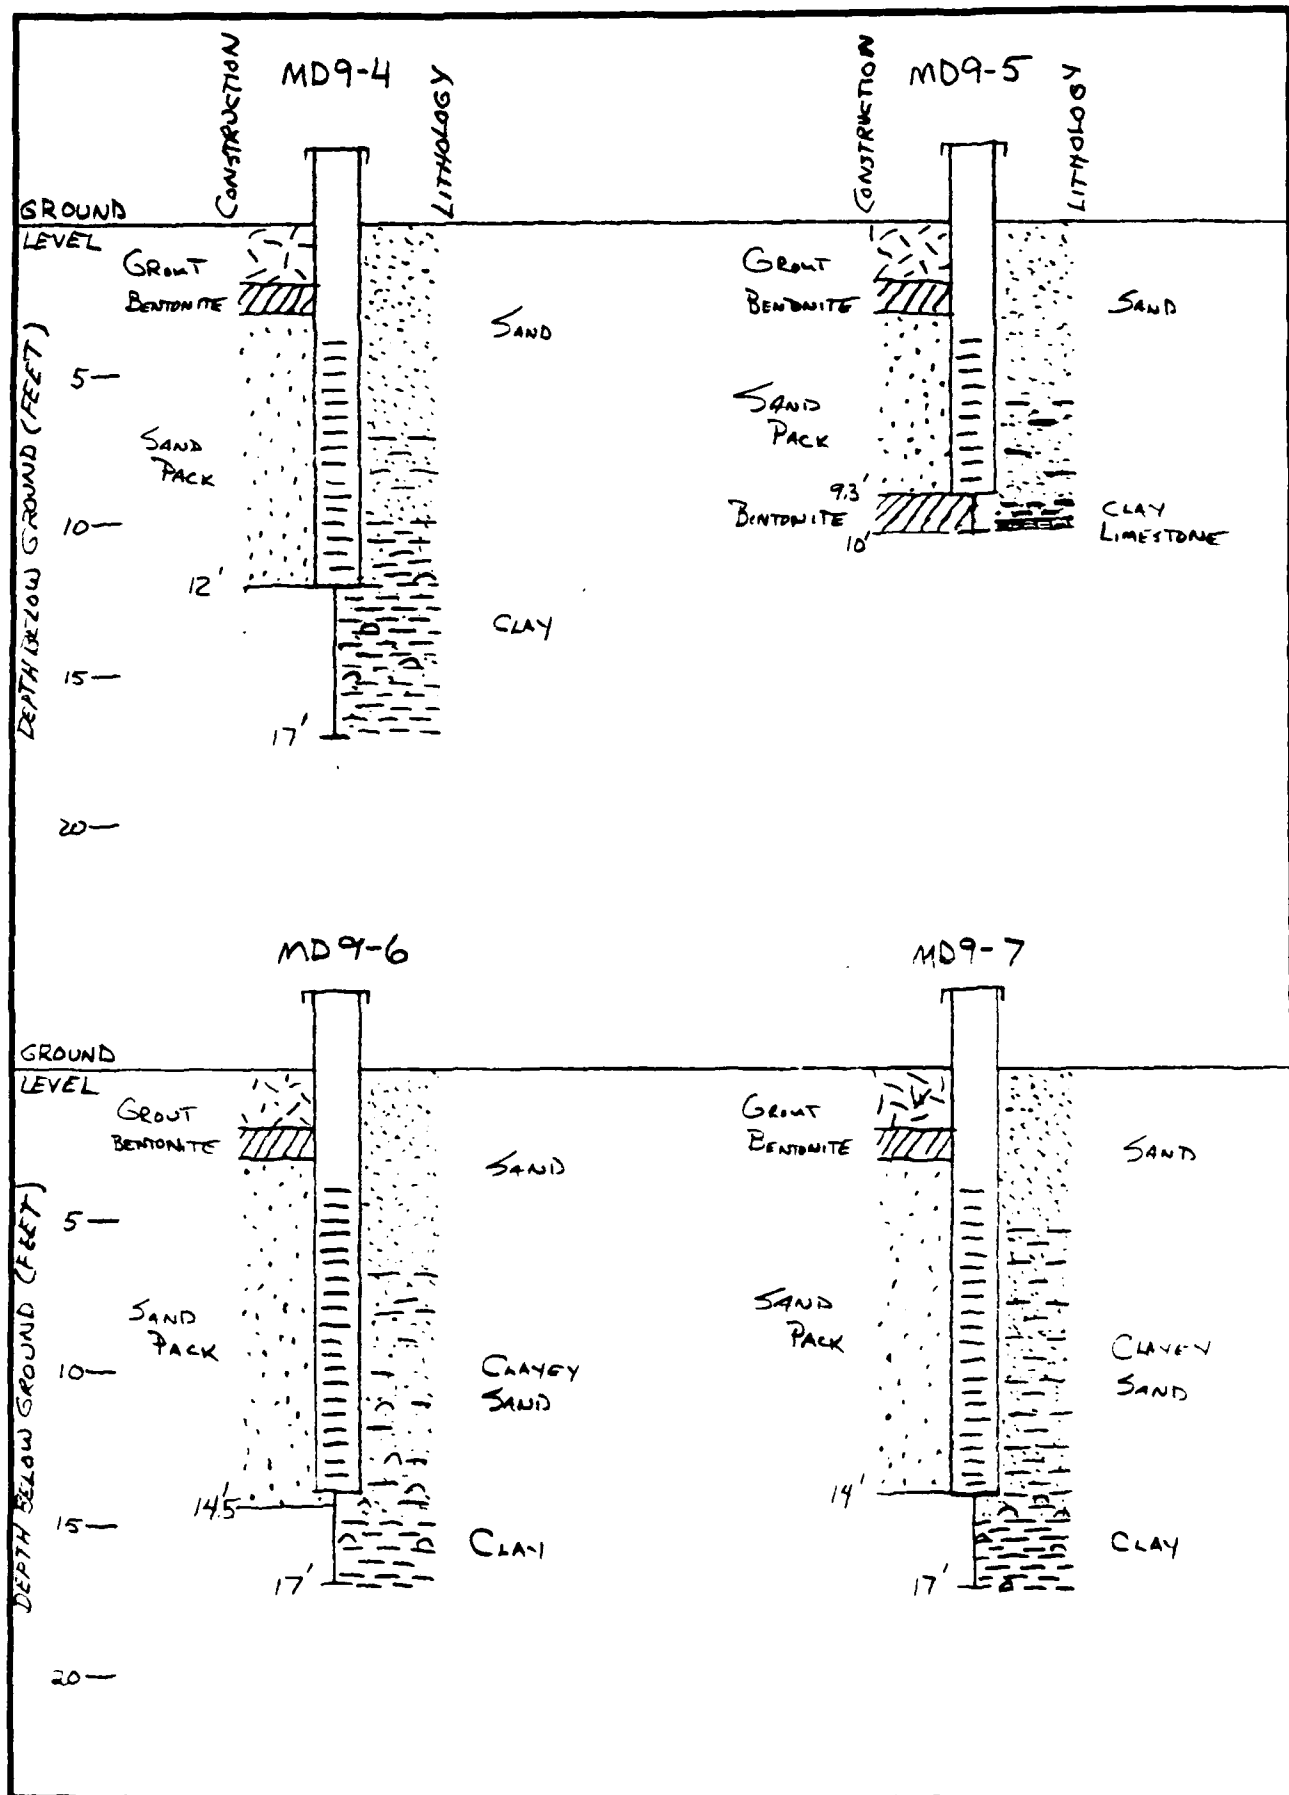 CONSTRUCTION
MD9-4
LITHOLOGY
CONSTRUCTION
MD9-5
LITHOLOGY
GROUND
LEVEL
DEPTH BELOW GROUND (FEET)
5
10
15
20
GROUT
BENTONITE
SAND
PACK
12'
17'
SAND
CLAY
GROUT
BENTONITE
SAND
PACK
9.3'
BINTONITE
10'
SAND
CLAY
LIMESTONE
MD9-6
MD9-7
GROUND
LEVEL
DEPTH BELOW GROUND (FEET)
5
10
15
20
GROUT
BENTONITE
SAND
PACK
14.5'
17'
SAND
CLAYEY
SAND
CLAY
GROUT
BENTONITE
SAND
PACK
14'
17'
SAND
CLAYEY
SAND
CLAY